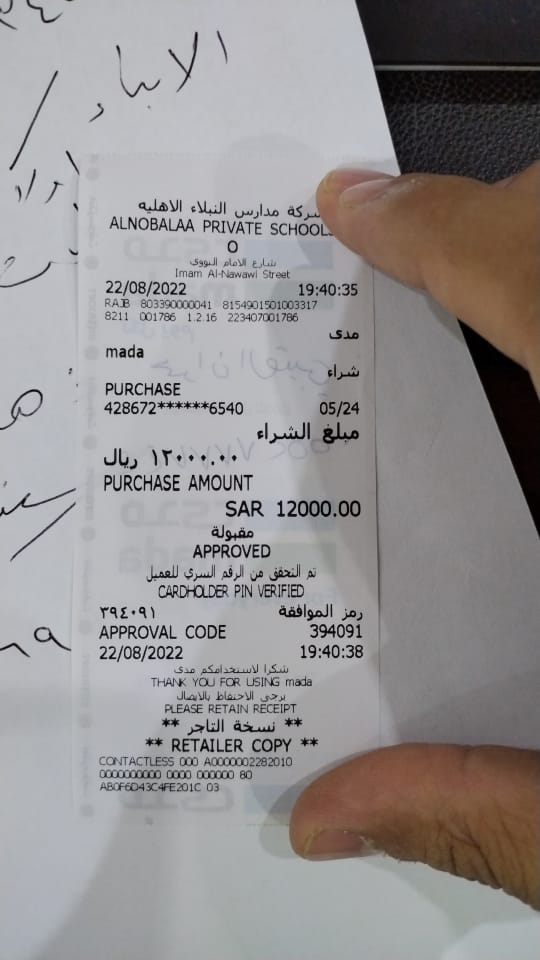 الابناء
شركة مدارس النبلاء الاهليه
ALNOBALAA PRIVATE SCHOOLS
O
شارع الامام النووي
Imam Al-Nawawi Street
22/08/2022 19:40:35
RAJB 803390000041 8154901501003317
8211 001786 1.2.16 223407001786
مدى
mada
شراء
PURCHASE
428672******6540 05/24
مبلغ الشراء
١٢٠٠٠.٠٠ ريال
PURCHASE AMOUNT
SAR 12000.00
مقبولة
APPROVED
تم التحقق من الرقم السري للعميل
CARDHOLDER PIN VERIFIED
رمز الموافقة ٣٩٤٠٩١
APPROVAL CODE 394091
22/08/2022 19:40:38
شكرا لاستخدامكم مدى
THANK YOU FOR USING mada
يرجى الاحتفاظ بالايصال
PLEASE RETAIN RECEIPT
** نسخة التاجر **
** RETAILER COPY **
CONTACTLESS 000 A0000002282010
0000000000 0000 000000 80
AB0F6D43C4FE201C 03